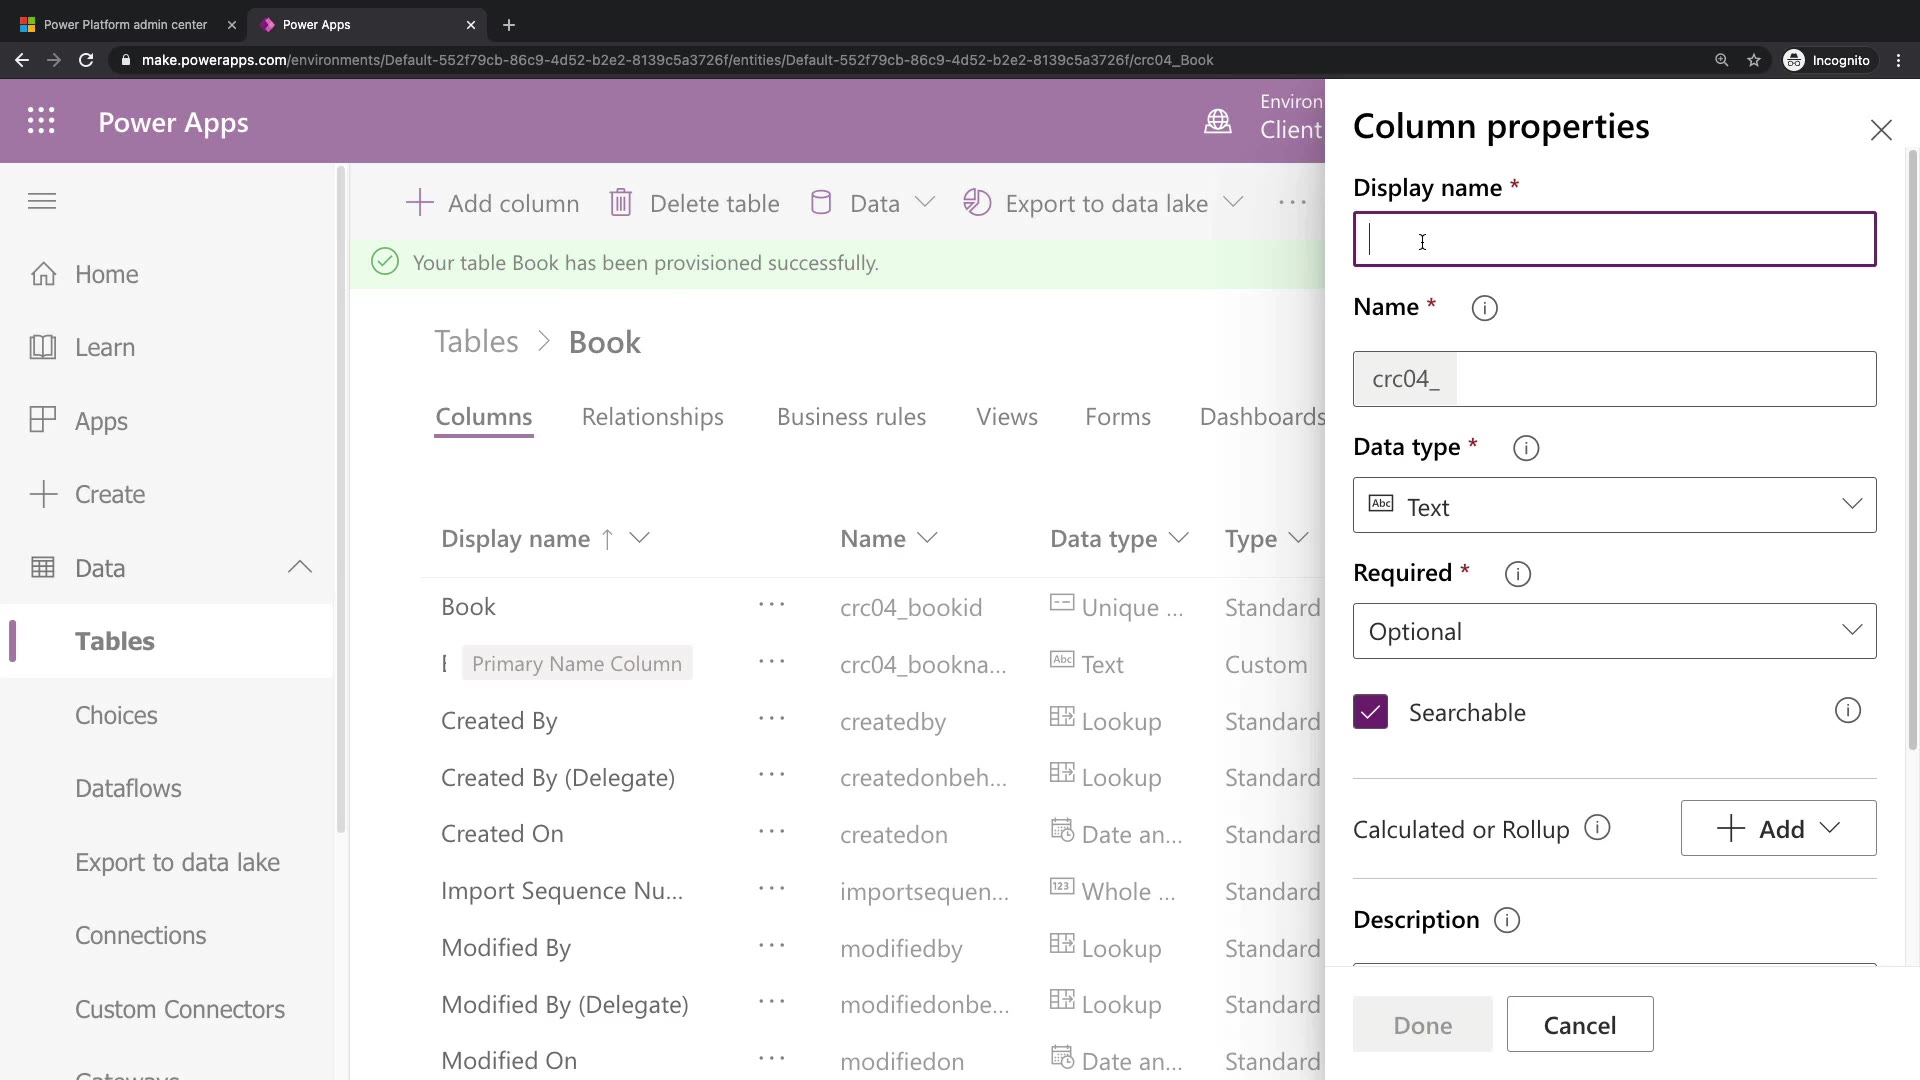 Power Platform admin center
Power Apps
make.powerapps.com/environments/Default-552f79cb-86c9-4d52-b2e2-8139c5a3726f/entities/Default-552f79cb-86c9-4d52-b2e2-8139c5a3726f/crc04_Book
Incognito
Power Apps
Environ
Client
Home
Learn
Apps
Create
Data
Tables
Choices
Dataflows
Export to data lake
Connections
Custom Connectors
Gateways
Add column Delete table Data Export to data lake ...
Your table Book has been provisioned successfully.
Tables > Book
Columns Relationships Business rules Views Forms Dashboards
Display name ↑ Name Data type Type
Book ... crc04_bookid Unique ... Standard
Primary Name Column ... crc04_bookna... Abc Text Custom
Created By ... createdby Lookup Standard
Created By (Delegate) ... createdonbeh... Lookup Standard
Created On ... createdon Date an... Standard
Import Sequence Nu... ... importsequen... 123 Whole ... Standard
Modified By ... modifiedby Lookup Standard
Modified By (Delegate) ... modifiedonbe... Lookup Standard
Modified On ... modifiedon Date an... Standard
Column properties
Display name *
Name *
crc04_
Data type *
Abc Text
Required *
Optional
Searchable
Calculated or Rollup
+ Add
Description
Done Cancel